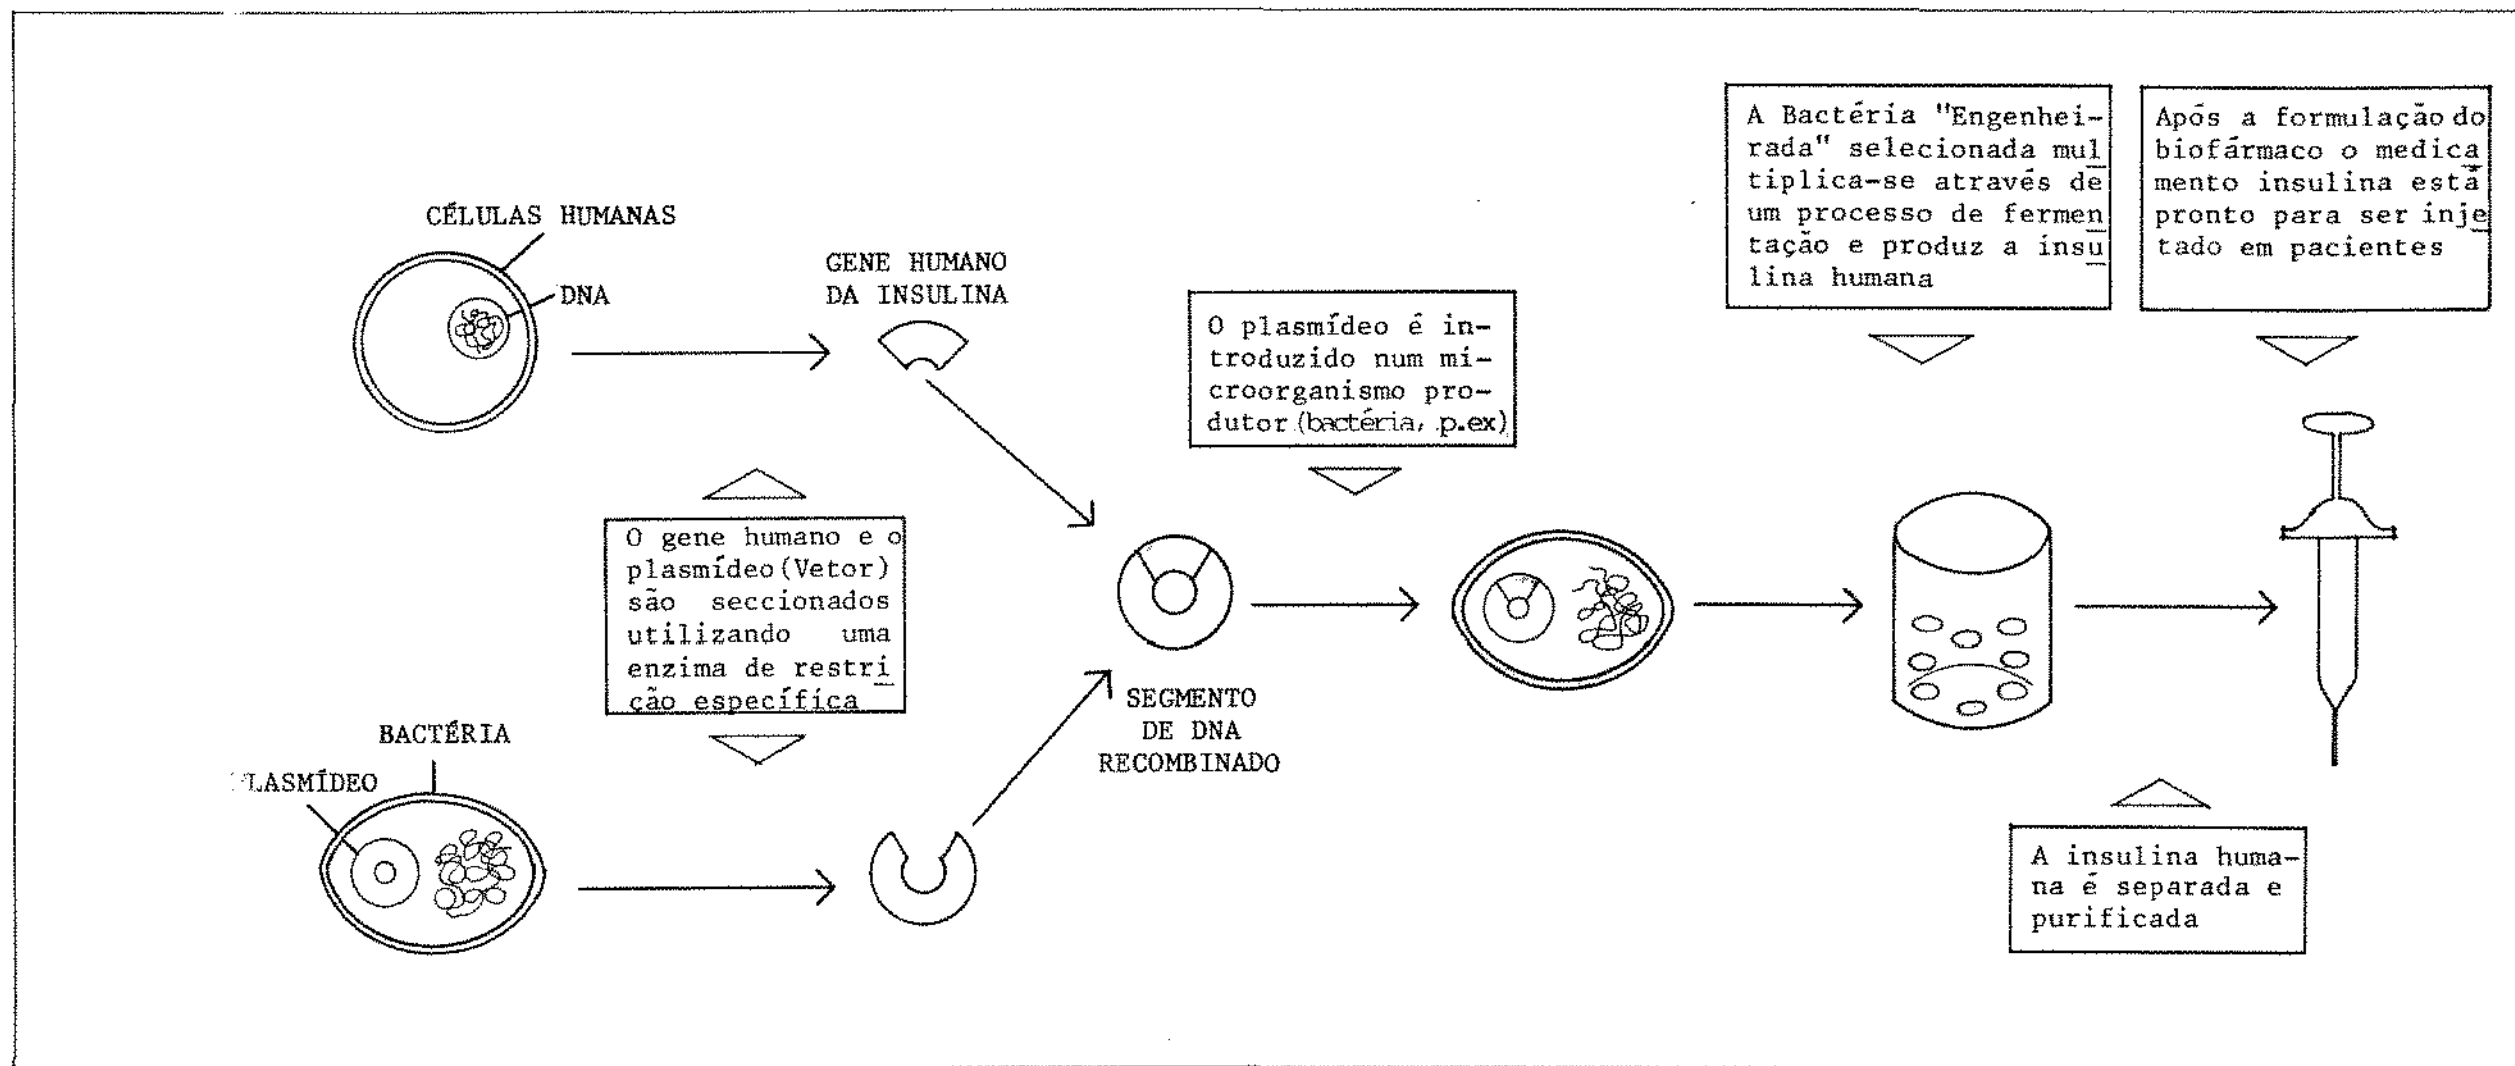 CÉLULAS HUMANAS
DNA
GENE HUMANO
DA INSULINA
O gene humano e o
plasmídeo(Vetor)
são seccionados
utilizando uma
enzima de restri
ção específica
BACTÉRIA
LASMÍDEO
O plasmídeo é in-
troduzido num mi-
croorganismo pro-
dutor (bactéria, p.ex)
SEGMENTO
DE DNA
RECOMBINADO
A Bactéria "Engenhei-
rada" selecionada mul
tiplica-se através de
um processo de fermen
tação e produz a insu
lina humana
Após a formulação do
biofármaco o medica
mento insulina está
pronto para ser inje
tado em pacientes
A insulina huma-
na é separada e
purificada